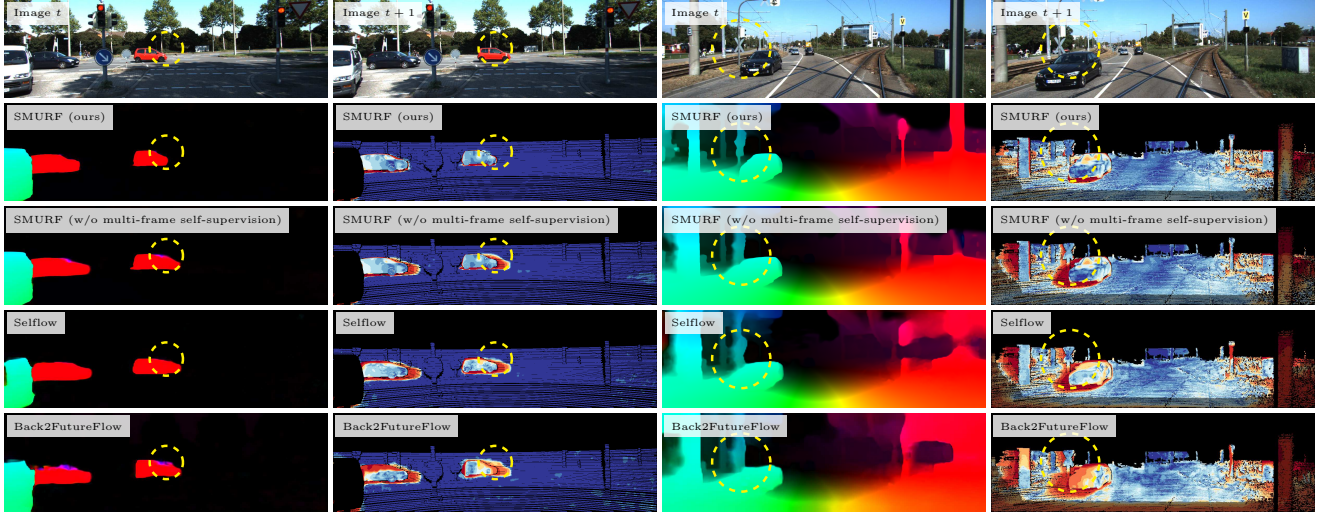 Image t
Image t + 1
Image t
Image t + 1
SMURF (ours)
SMURF (ours)
SMURF (ours)
SMURF (ours)
SMURF (w/o multi-frame self-supervision)
SMURF (w/o multi-frame self-supervision)
SMURF (w/o multi-frame self-supervision)
SMURF (w/o multi-frame self-supervision)
Selflow
Selflow
Selflow
Selflow
Back2FutureFlow
Back2FutureFlow
Back2FutureFlow
Back2FutureFlow